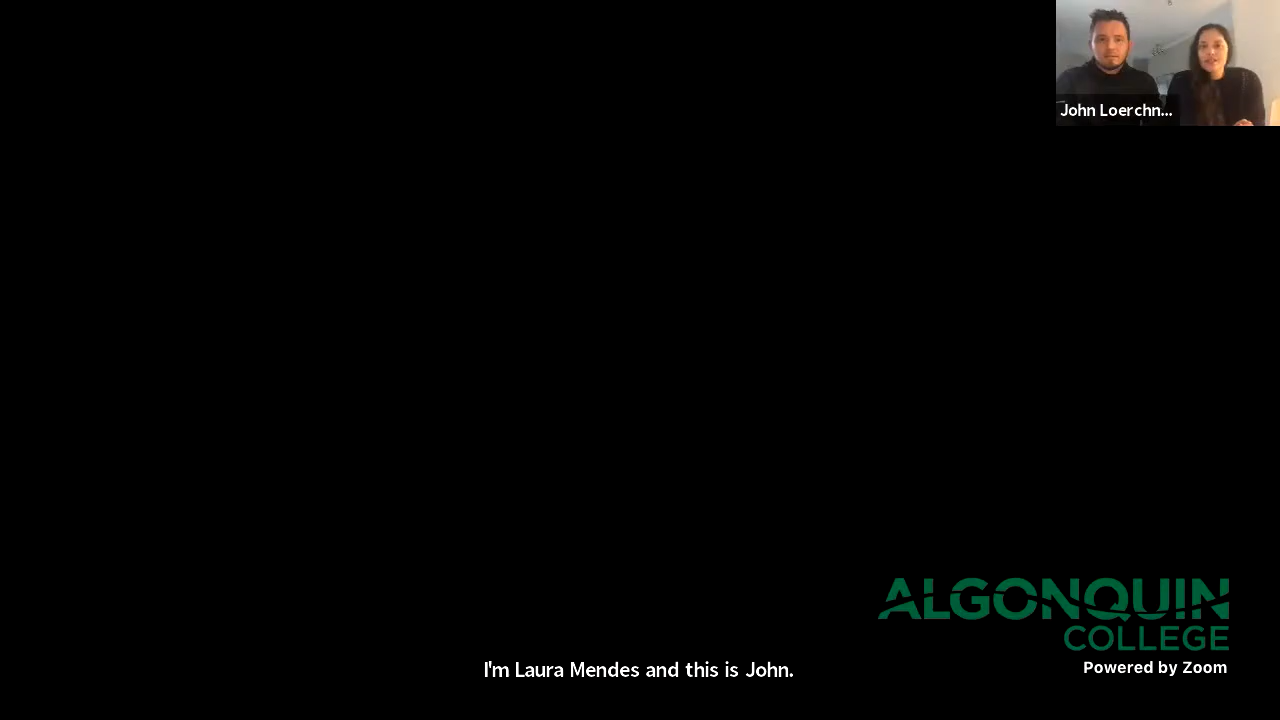 John Loerchn...
ALGONQUIN
COLLEGE
I'm Laura Mendes and this is John.
Powered by Zoom